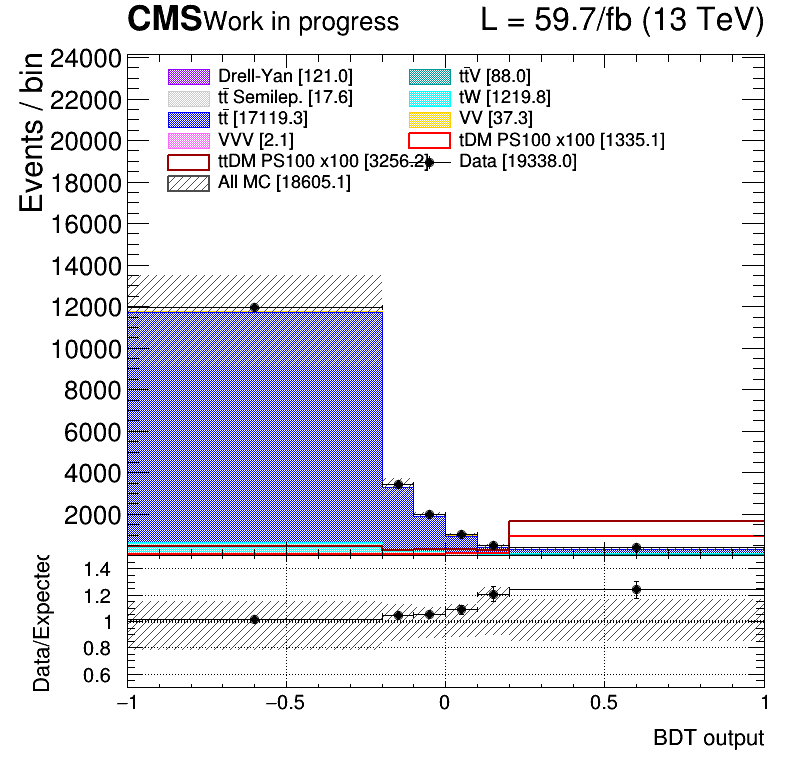 CMS Work in progress L = 59.7/fb (13 TeV)
Events / bin
24000
22000
20000
18000
16000
14000
12000
10000
8000
6000
4000
2000
Drell-Yan [121.0]
tt̄V [88.0]
tt̄ Semilep. [17.6]
tW [1219.8]
tt̄ [17119.3]
VV [37.3]
VVV [2.1]
tDM PS100 x100 [1335.1]
ttDM PS100 x100 [3256.2]
Data [19338.0]
All MC [18605.1]
Data/Expected
1.4
1.2
1
0.8
0.6
−1 −0.5 0 0.5 1
BDT output